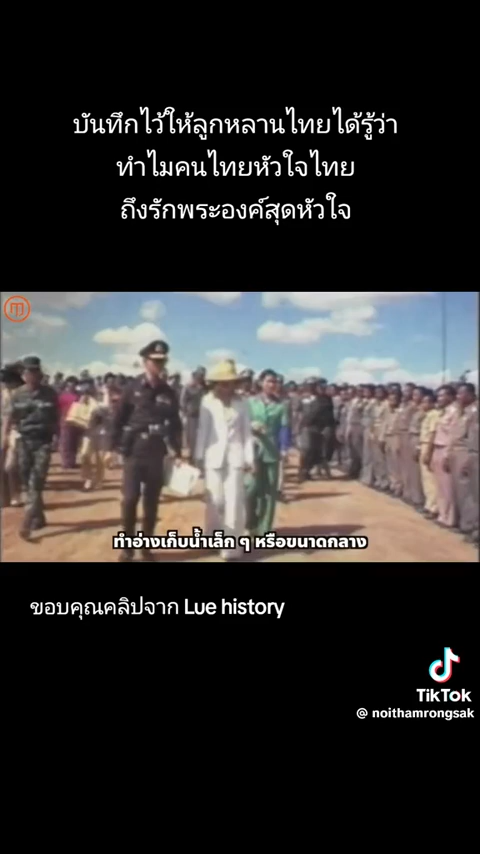 บันทึกไว้ให้ลูกหลานไทยได้รู้ว่า
ทำไมคนไทยหัวใจไทย
ถึงรักพระองค์สุดหัวใจ
ทำอ่างเก็บน้ำเล็ก ๆ หรือขนาดกลาง
ขอบคุณคลิปจาก Lue history
TikTok
@ noithamrongsak